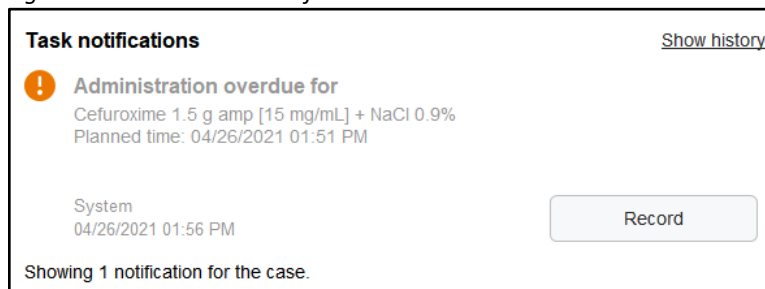 Task notifications
Show history
Administration overdue for
Cefuroxime 1.5 g amp [15 mg/mL] + NaCl 0.9%
Planned time: 04/26/2021 01:51 PM
System
04/26/2021 01:56 PM
Record
Showing 1 notification for the case.